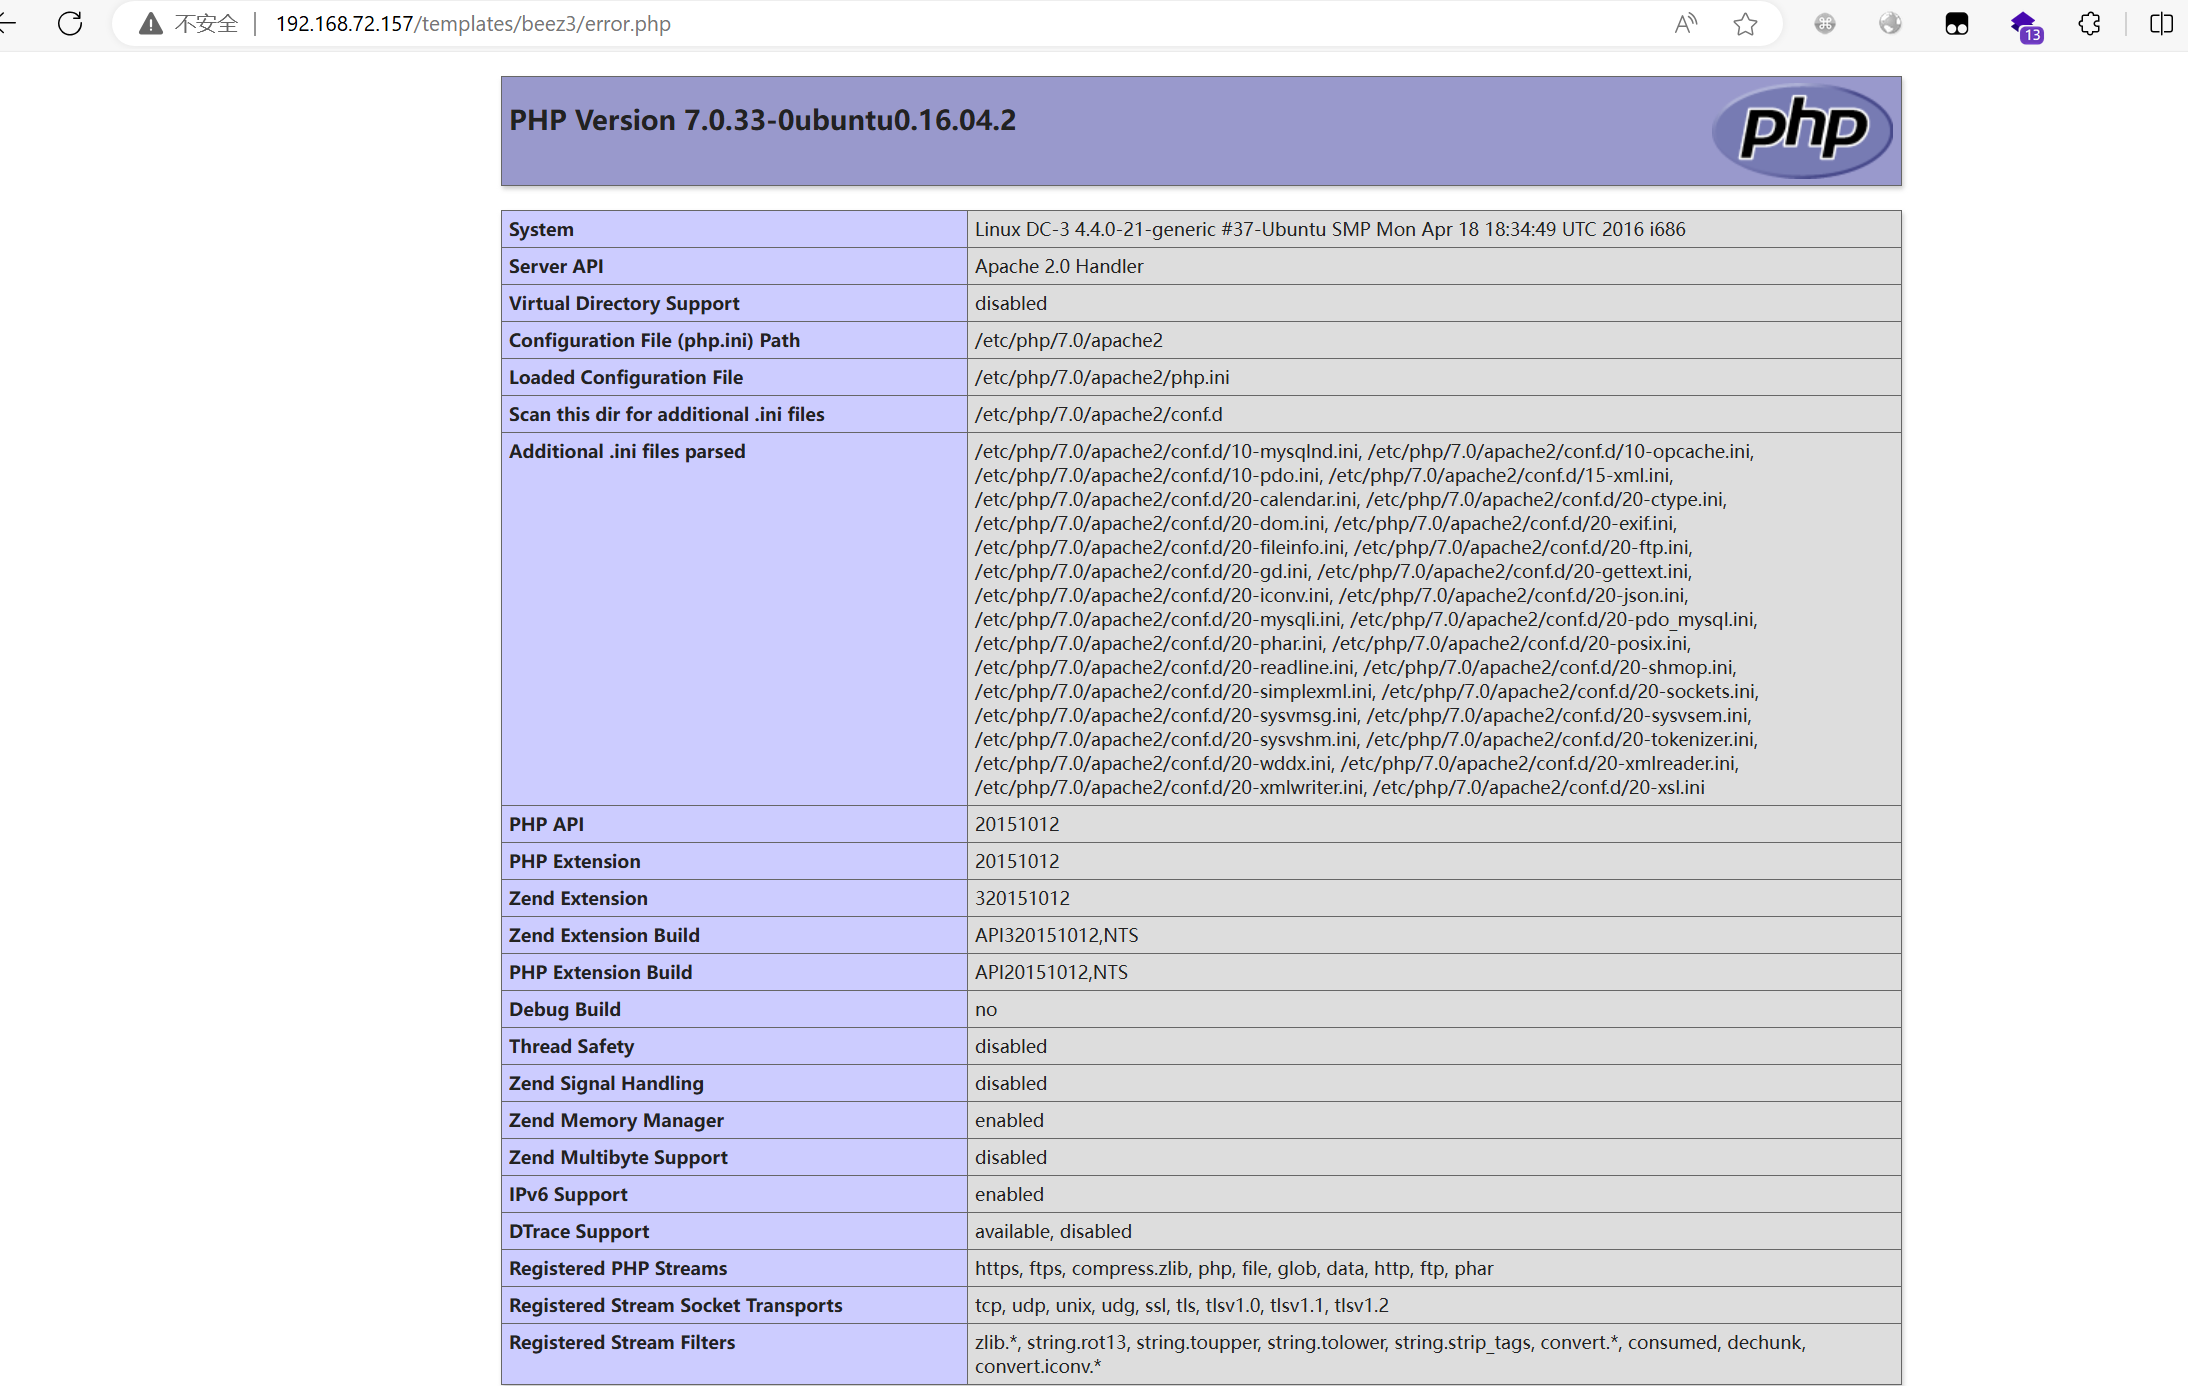 不安全 192.168.72.157/templates/beez3/error.php
13
PHP Version 7.0.33-0ubuntu0.16.04.2
php
System Linux DC-3 4.4.0-21-generic #37-Ubuntu SMP Mon Apr 18 18:34:49 UTC 2016 i686
Server API Apache 2.0 Handler
Virtual Directory Support disabled
Configuration File (php.ini) Path /etc/php/7.0/apache2
Loaded Configuration File /etc/php/7.0/apache2/php.ini
Scan this dir for additional .ini files /etc/php/7.0/apache2/conf.d
Additional .ini files parsed /etc/php/7.0/apache2/conf.d/10-mysqlnd.ini, /etc/php/7.0/apache2/conf.d/10-opcache.ini,
/etc/php/7.0/apache2/conf.d/10-pdo.ini, /etc/php/7.0/apache2/conf.d/15-xml.ini,
/etc/php/7.0/apache2/conf.d/20-calendar.ini, /etc/php/7.0/apache2/conf.d/20-ctype.ini,
/etc/php/7.0/apache2/conf.d/20-dom.ini, /etc/php/7.0/apache2/conf.d/20-exif.ini,
/etc/php/7.0/apache2/conf.d/20-fileinfo.ini, /etc/php/7.0/apache2/conf.d/20-ftp.ini,
/etc/php/7.0/apache2/conf.d/20-gd.ini, /etc/php/7.0/apache2/conf.d/20-gettext.ini,
/etc/php/7.0/apache2/conf.d/20-iconv.ini, /etc/php/7.0/apache2/conf.d/20-json.ini,
/etc/php/7.0/apache2/conf.d/20-mysqli.ini, /etc/php/7.0/apache2/conf.d/20-pdo_mysql.ini,
/etc/php/7.0/apache2/conf.d/20-phar.ini, /etc/php/7.0/apache2/conf.d/20-posix.ini,
/etc/php/7.0/apache2/conf.d/20-readline.ini, /etc/php/7.0/apache2/conf.d/20-shmop.ini,
/etc/php/7.0/apache2/conf.d/20-simplexml.ini, /etc/php/7.0/apache2/conf.d/20-sockets.ini,
/etc/php/7.0/apache2/conf.d/20-sysvmsg.ini, /etc/php/7.0/apache2/conf.d/20-sysvsem.ini,
/etc/php/7.0/apache2/conf.d/20-sysvshm.ini, /etc/php/7.0/apache2/conf.d/20-tokenizer.ini,
/etc/php/7.0/apache2/conf.d/20-wddx.ini, /etc/php/7.0/apache2/conf.d/20-xmlreader.ini,
/etc/php/7.0/apache2/conf.d/20-xmlwriter.ini, /etc/php/7.0/apache2/conf.d/20-xsl.ini
PHP API 20151012
PHP Extension 20151012
Zend Extension 320151012
Zend Extension Build API320151012,NTS
PHP Extension Build API20151012,NTS
Debug Build no
Thread Safety disabled
Zend Signal Handling disabled
Zend Memory Manager enabled
Zend Multibyte Support disabled
IPv6 Support enabled
DTrace Support available, disabled
Registered PHP Streams https, ftps, compress.zlib, php, file, glob, data, http, ftp, phar
Registered Stream Socket Transports tcp, udp, unix, udg, ssl, tls, tlsv1.0, tlsv1.1, tlsv1.2
Registered Stream Filters zlib.*, string.rot13, string.toupper, string.tolower, string.strip_tags, convert.*, consumed, dechunk,
convert.iconv.*